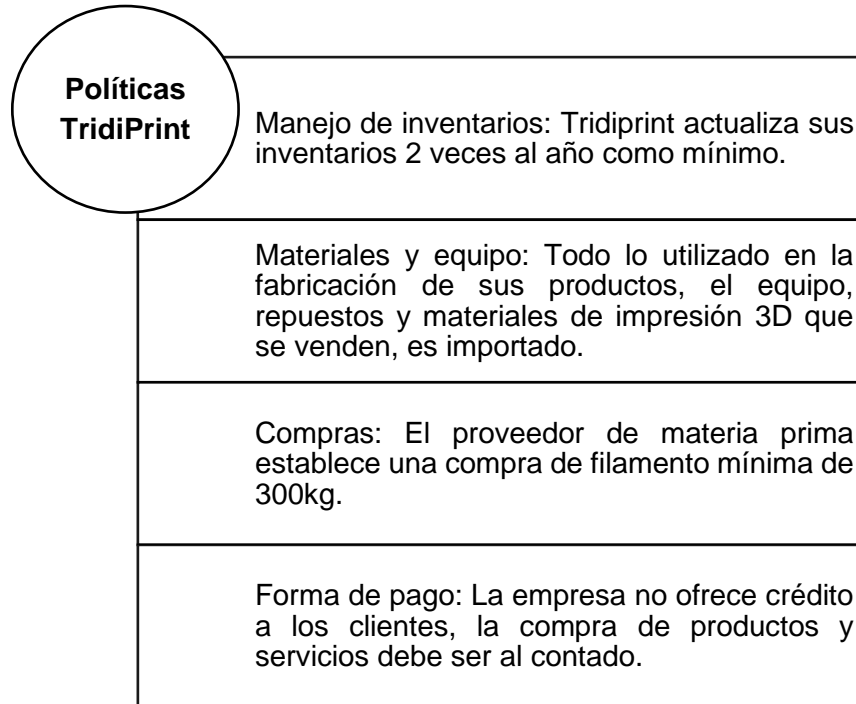 Políticas
TridiPrint
Manejo de inventarios: Tridiprint actualiza sus
inventarios 2 veces al año como mínimo.
Materiales y equipo: Todo lo utilizado en la
fabricación de sus productos, el equipo,
repuestos y materiales de impresión 3D que
se venden, es importado.
Compras: El proveedor de materia prima
establece una compra de filamento mínima de
300kg.
Forma de pago: La empresa no ofrece crédito
a los clientes, la compra de productos y
servicios debe ser al contado.